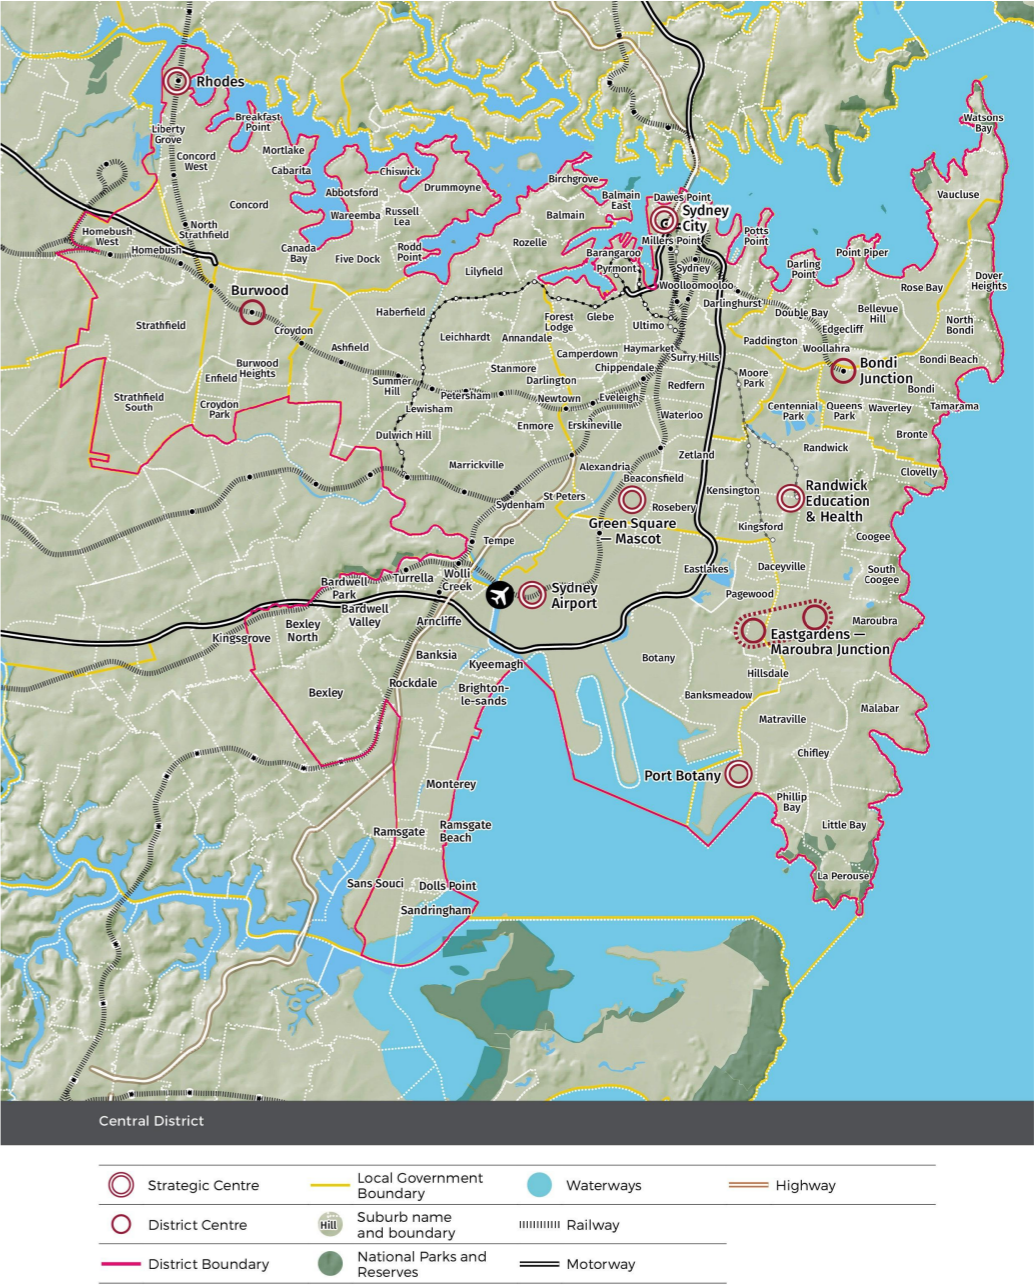 Watsons
Bay
Rhodes
Breakfast
Point
Liberty
Grove
Mortlake
Concord
West
Cabarita
Chiswick
Drummoyne
Birchgrove
Vaucluse
Abbotsford
Concord
Balmain
East
Dawes Point
Wareemba
Russell
Lea
Balmain
Sydney
City
North
Strathfield
Potts
Point
Homebush
West
Homebush
Canada
Bay
Five Dock
Rodd
Point
Rozelle
Millers Point
Barangaroo
Point Piper
Pyrmont
Sydney
Darling
Point
Lilyfield
Dover
Heights
Burwood
Woolloomooloo
Rose Bay
Darlinghurst
Haberfield
Forest
Lodge
Glebe
Double Bay
Bellevue
Hill
Strathfield
Croydon
Ultimo
Edgecliff
North
Bondi
Leichhardt
Annandale
Paddington
Woollahra
Ashfield
Camperdown
Haymarket
Surry Hills
Bondi Beach
Burwood
Heights
Stanmore
Chippendale
Bondi
Junction
Enfield
Summer
Hill
Darlington
Redfern
Moore
Park
Bondi
Strathfield
South
Croydon
Park
Petersham
Newtown
Eveleigh
Lewisham
Waterloo
Centennial
Park
Queens
Park
Waverley
Tamarama
Enmore
Erskineville
Dulwich Hill
Bronte
Randwick
Zetland
Marrickville
Alexandria
Clovelly
Beaconsfield
Randwick
Education
& Health
St Peters
Kensington
Sydenham
Rosebery
Green Square
— Mascot
Kingsford
Coogee
Tempe
Eastlakes
Daceyville
South
Coogee
Wolli
Creek
Turrella
Bardwell
Park
Sydney
Airport
Pagewood
Bardwell
Valley
Arncliffe
Maroubra
Bexley
North
Kingsgrove
Eastgardens —
Maroubra Junction
Banksia
Kyeemagh
Botany
Hillsdale
Rockdale
Bexley
Brighton-
le-sands
Banksmeadow
Malabar
Matraville
Chifley
Port Botany
Monterey
Phillip
Bay
Ramsgate
Ramsgate
Beach
Little Bay
La Perouse
Sans Souci
Dolls Point
Sandringham
Central District
Strategic Centre
Local Government
Boundary
Waterways
Highway
District Centre
Hill
Suburb name
and boundary
Railway
District Boundary
National Parks and
Reserves
Motorway